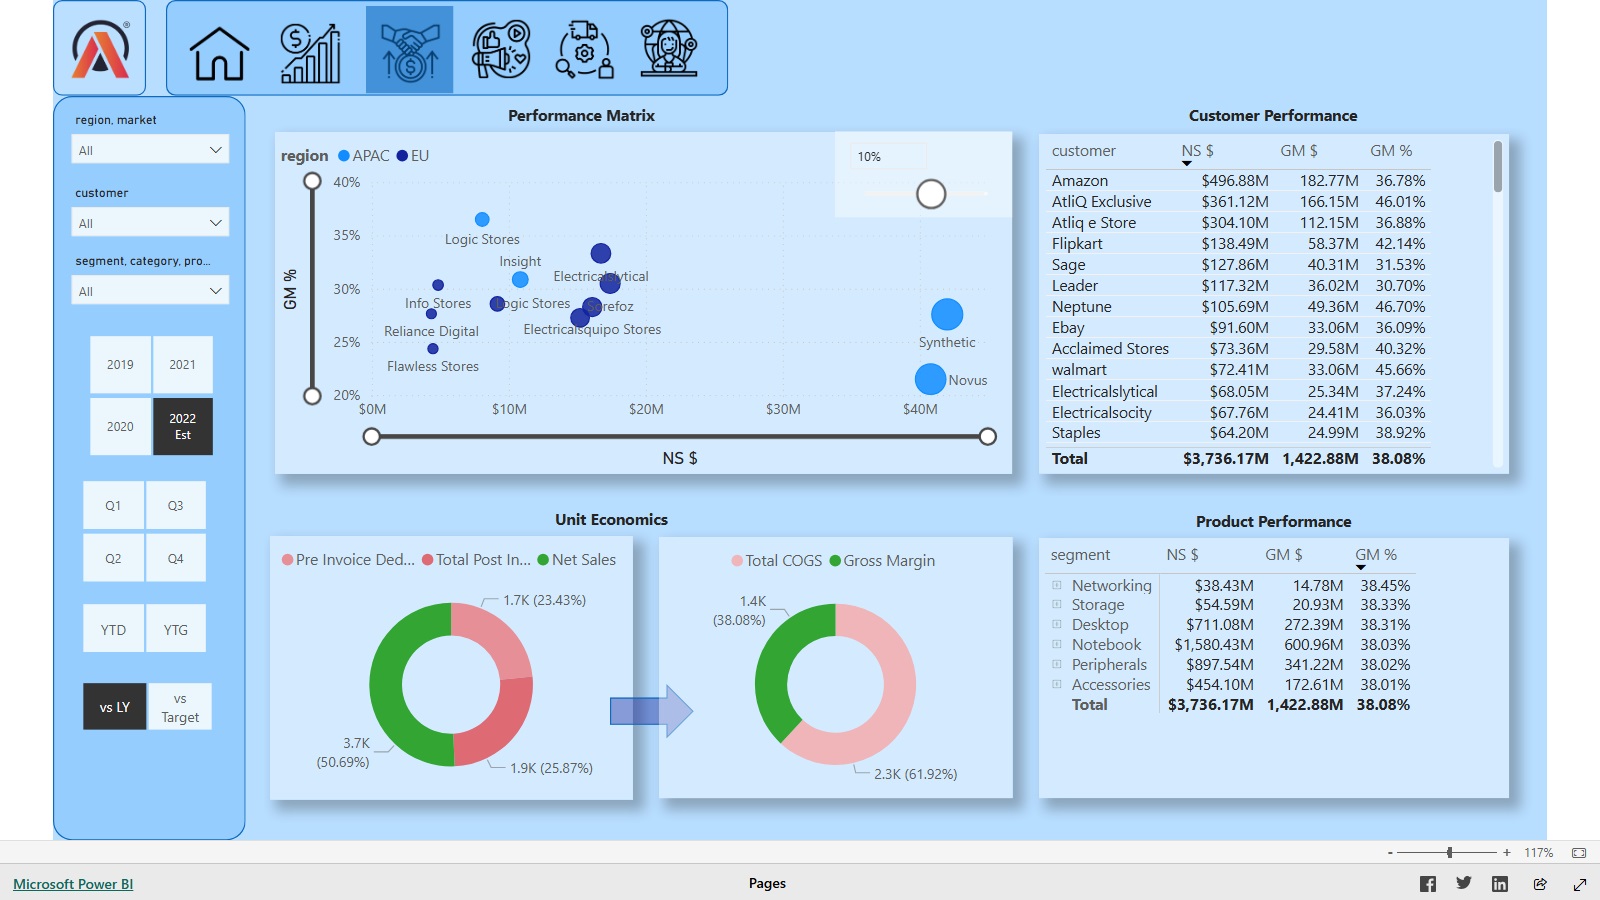 ®
region, market
All
customer
All
segment, category, pro...
All
2019
2021
2020
2022
Est
Q1
Q3
Q2
Q4
YTD
YTG
vs LY
vs
Target
Performance Matrix
region APAC EU
10%
GM %
40%
35%
30%
25%
20%
Logic Stores
Insight
Electricalslytical
Info Stores
Logic Stores
Sorefoz
Reliance Digital
Electricalsquipo Stores
Flawless Stores
Synthetic
Novus
$0M $10M $20M $30M $40M
NS $
Customer Performance
customer NS $ GM $ GM %
Amazon $496.88M 182.77M 36.78%
AtliQ Exclusive $361.12M 166.15M 46.01%
Atliq e Store $304.10M 112.15M 36.88%
Flipkart $138.49M 58.37M 42.14%
Sage $127.86M 40.31M 31.53%
Leader $117.32M 36.02M 30.70%
Neptune $105.69M 49.36M 46.70%
Ebay $91.60M 33.06M 36.09%
Acclaimed Stores $73.36M 29.58M 40.32%
walmart $72.41M 33.06M 45.66%
Electricalslytical $68.05M 25.34M 37.24%
Electricalsocity $67.76M 24.41M 36.03%
Staples $64.20M 24.99M 38.92%
Total $3,736.17M 1,422.88M 38.08%
Unit Economics
Pre Invoice Ded... Total Post In... Net Sales
1.7K (23.43%)
3.7K
(50.69%)
1.9K (25.87%)
Total COGS Gross Margin
1.4K
(38.08%)
2.3K (61.92%)
Product Performance
segment NS $ GM $ GM %
Networking $38.43M 14.78M 38.45%
Storage $54.59M 20.93M 38.33%
Desktop $711.08M 272.39M 38.31%
Notebook $1,580.43M 600.96M 38.03%
Peripherals $897.54M 341.22M 38.02%
Accessories $454.10M 172.61M 38.01%
Total $3,736.17M 1,422.88M 38.08%
- + 117%
Microsoft Power BI
Pages